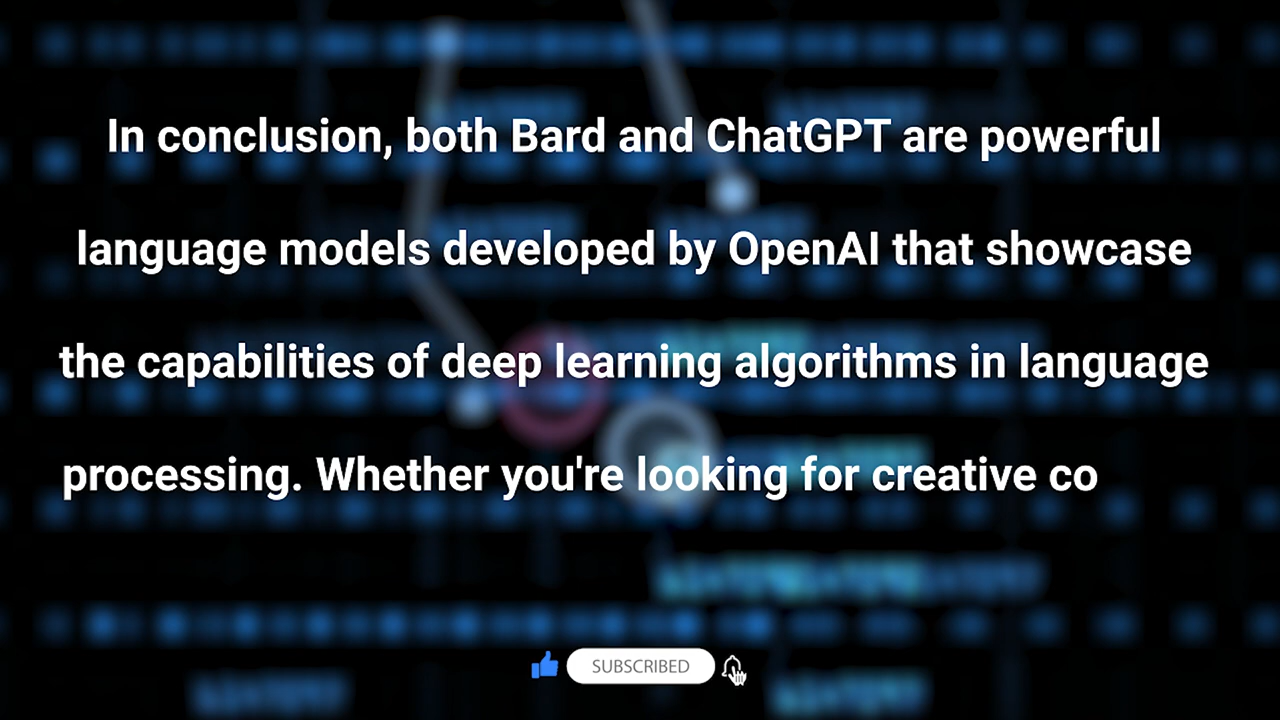 In conclusion, both Bard and ChatGPT are powerful
language models developed by OpenAI that showcase
the capabilities of deep learning algorithms in language
processing. Whether you're looking for creative co
SUBSCRIBED